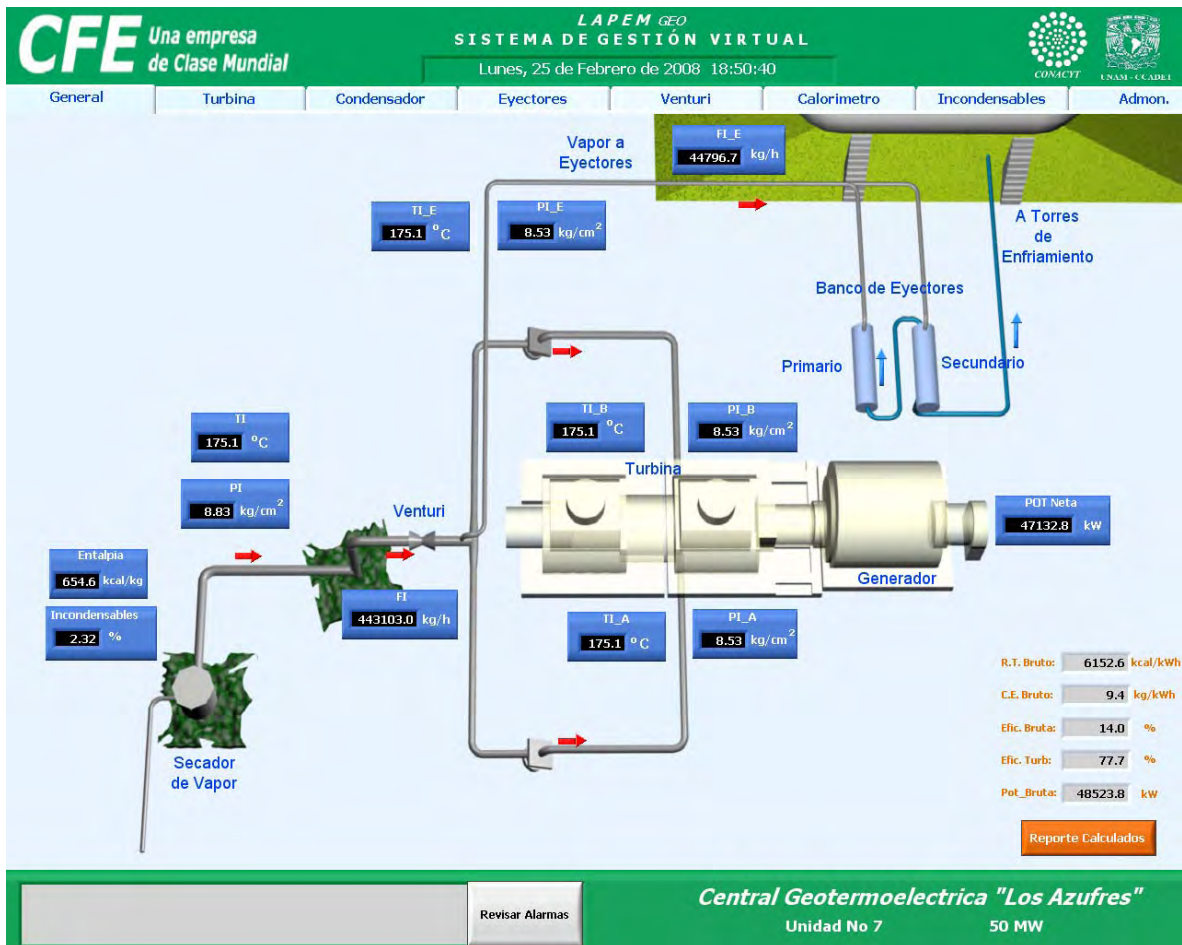 CFE Una empresa
de Clase Mundial
LAPEM GEO
SISTEMA DE GESTIÓN VIRTUAL
Lunes, 25 de Febrero de 2008 18:50:40
CONACYT
UNAM - CCADET
General
Turbina
Condensador
Eyectores
Venturi
Calorimetro
Incondensables
Admon.
Vapor a
Eyectores
FI_E
44796.7 kg/h
TI_E
175.1 °C
PI_E
8.53 kg/cm²
A Torres
de
Enfriamiento
Banco de Eyectores
Primario
Secundario
TI
175.1 °C
PI
8.83 kg/cm²
TI_B
175.1 °C
PI_B
8.53 kg/cm²
Turbina
Venturi
POT Neta
47132.8 kW
Entalpia
654.6 kcal/kg
Generador
Incondensables
2.32 %
FI
443103.0 kg/h
TI_A
175.1 °C
PI_A
8.53 kg/cm²
R.T. Bruto: 6152.6 kcal/kWh
C.E. Bruto: 9.4 kg/kWh
Efic. Bruta: 14.0 %
Efic. Turb: 77.7 %
Pot_Bruta: 48523.8 kW
Secador
de Vapor
Reporte Calculados
Revisar Alarmas
Central Geotermoelectrica "Los Azufres"
Unidad No 7 50 MW